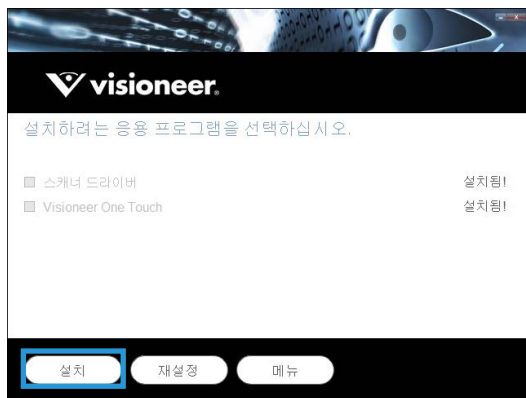 visioneer®
설치하려는 응용 프로그램을 선택하십시오.
스캐너 드라이버 설치됨!
Visioneer One Touch 설치됨!
설치 재설정 메뉴